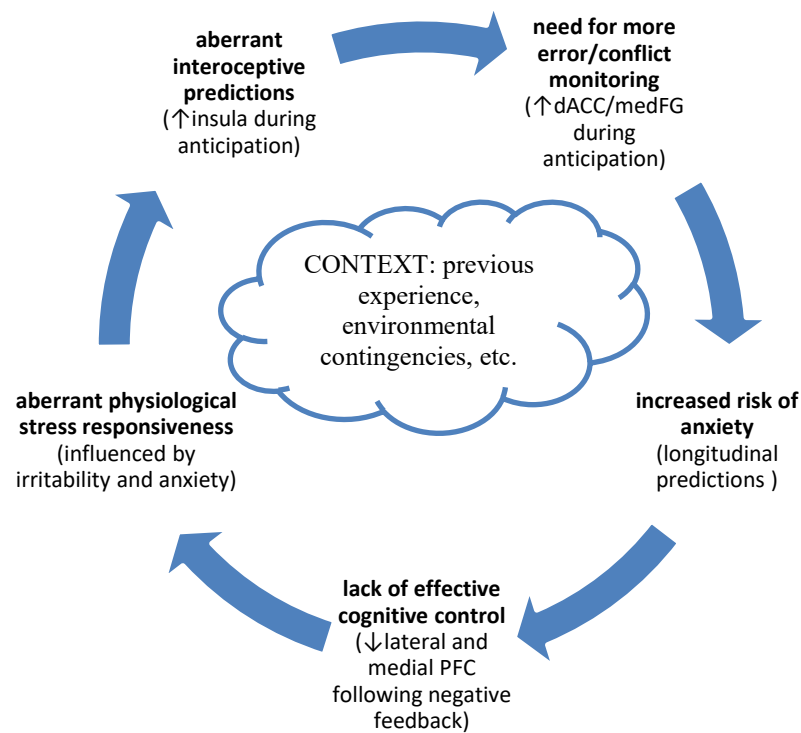 aberrant
interoceptive
predictions
(↑insula during
anticipation)
need for more
error/conflict
monitoring
(↑dACC/medFG
during
anticipation)
increased risk of
anxiety
(longitudinal
predictions )
lack of effective
cognitive control
(↓lateral and
medial PFC
following negative
feedback)
aberrant physiological
stress responsiveness
(influenced by
irritability and anxiety)
CONTEXT: previous
experience,
environmental
contingencies, etc.